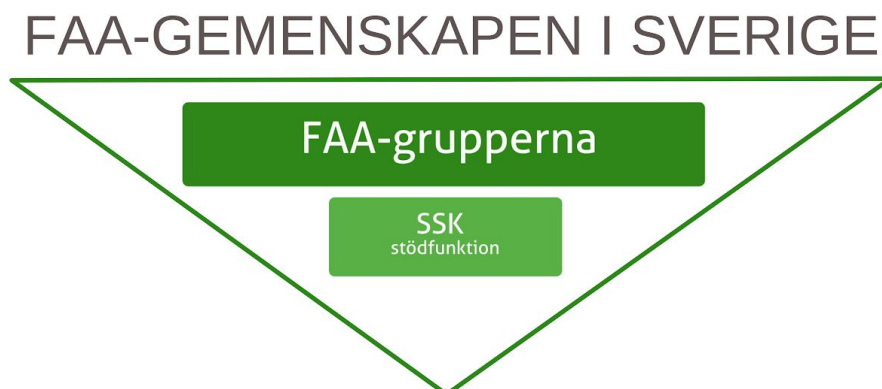 FAA-GEMENSKAPEN I SVERIGE
FAA-grupperna
SSK
stödfunktion